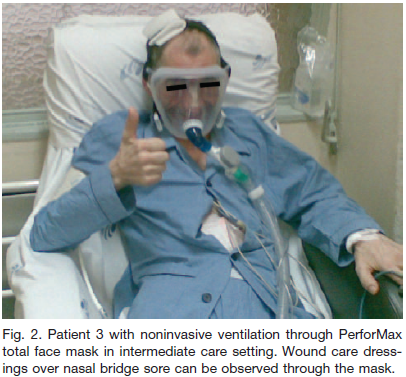 Fig. 2. Patient 3 with noninvasive ventilation through PerforMax
total face mask in intermediate care setting. Wound care dress-
ings over nasal bridge sore can be observed through the mask.